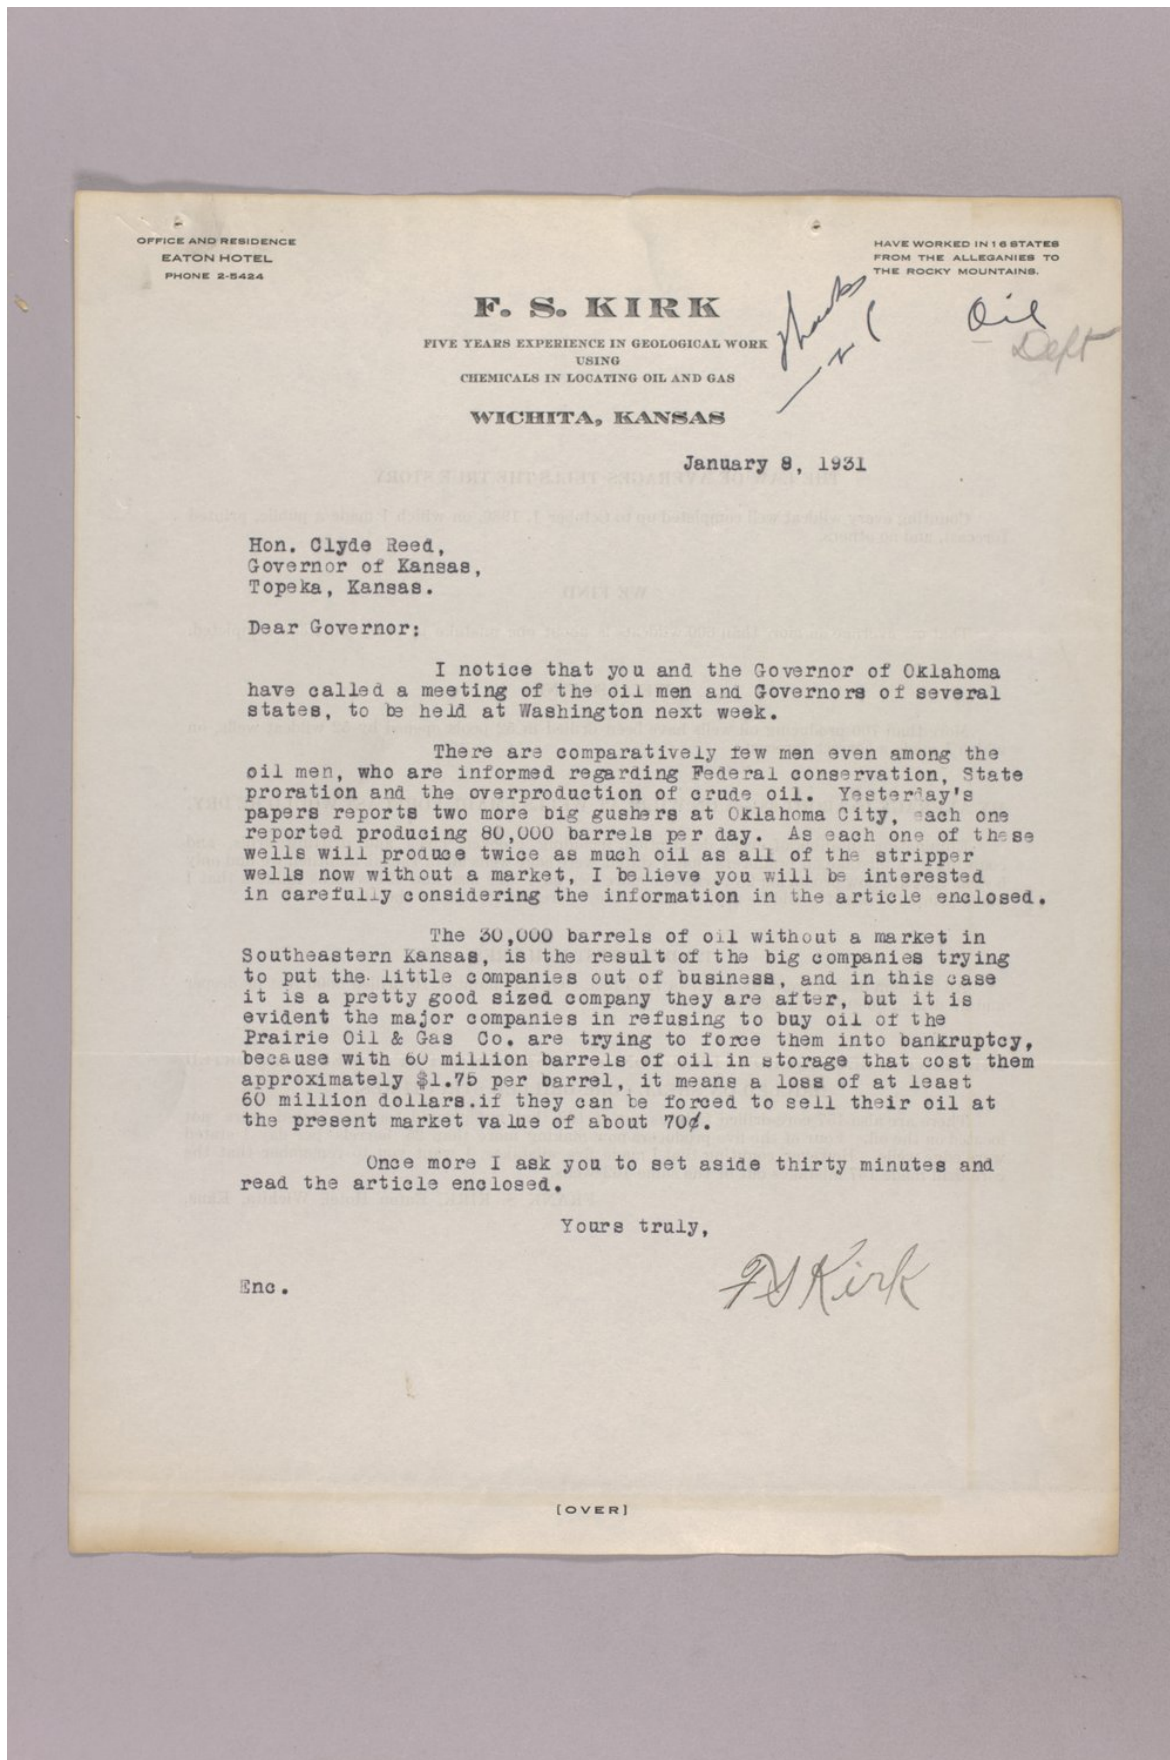 OFFICE AND RESIDENCE
EATON HOTEL
PHONE 2-5424
HAVE WORKED IN 16 STATES
FROM THE ALLEGANIES TO
THE ROCKY MOUNTAINS.
F. S. KIRK
FIVE YEARS EXPERIENCE IN GEOLOGICAL WORK
USING
CHEMICALS IN LOCATING OIL AND GAS
WICHITA, KANSAS
thanks
Oil
Dept
January 8, 1931
Hon. Clyde Reed,
Governor of Kansas,
Topeka, Kansas.
Dear Governor:
I notice that you and the Governor of Oklahoma
have called a meeting of the oil men and Governors of several
states, to be held at Washington next week.
There are comparatively few men even among the
oil men, who are informed regarding Federal conservation, State
proration and the overproduction of crude oil. Yesterday's
papers reports two more big gushers at Oklahoma City, each one
reported producing 80,000 barrels per day. As each one of these
wells will produce twice as much oil as all of the stripper
wells now without a market, I believe you will be interested
in carefully considering the information in the article enclosed.
The 30,000 barrels of oil without a market in
Southeastern Kansas, is the result of the big companies trying
to put the little companies out of business, and in this case
it is a pretty good sized company they are after, but it is
evident the major companies in refusing to buy oil of the
Prairie Oil & Gas Co. are trying to force them into bankruptcy,
because with 60 million barrels of oil in storage that cost them
approximately $1.75 per barrel, it means a loss of at least
60 million dollars.if they can be forced to sell their oil at
the present market value of about 70¢.
Once more I ask you to set aside thirty minutes and
read the article enclosed.
Yours truly,
F S Kirk
Enc.
(OVER)